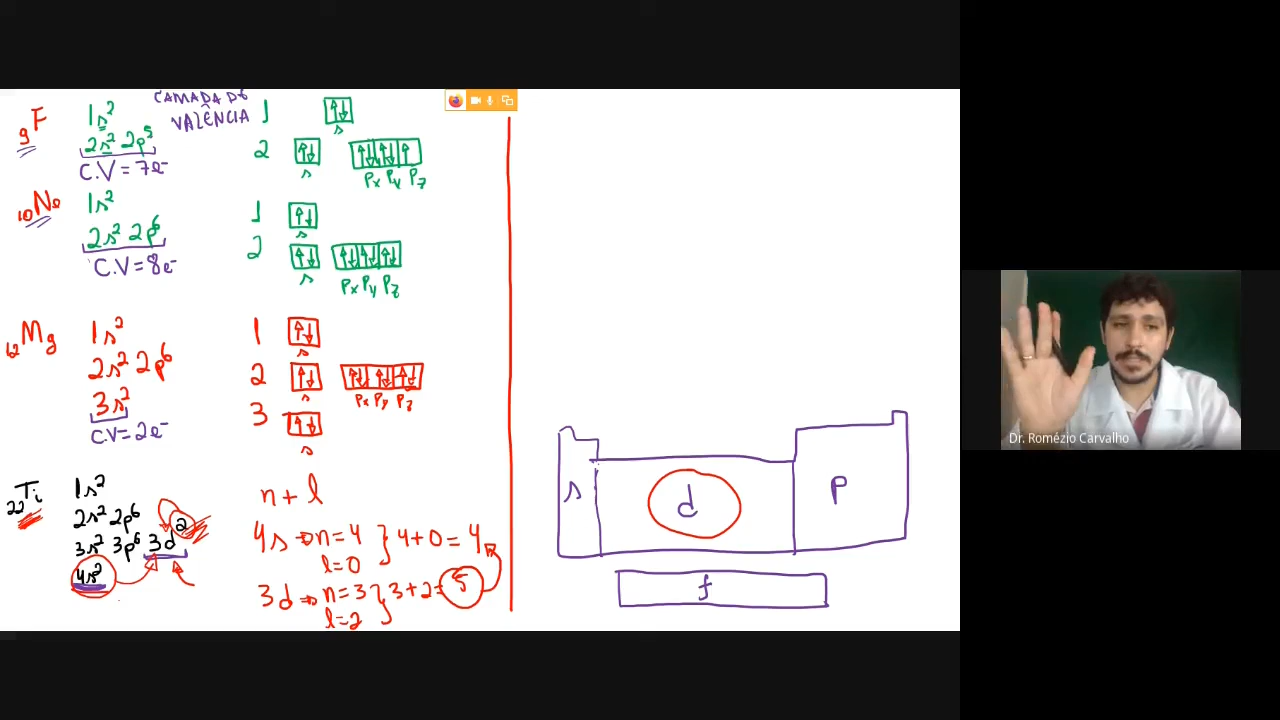 CAMADA DE
VALÊNCIA
9F 1s² 1 ↑↓
s
2s² 2p⁵ 2 ↑↓ ↑↓ ↑↓ ↑
s Px Py Pz
C.V = 7e-
10Ne 1s² 1 ↑↓
s
2s² 2p⁶ 2 ↑↓ ↑↓ ↑↓ ↑↓
s Px Py Pz
C.V = 8e-
12Mg 1s² 1 ↑↓
s
2s² 2p⁶ 2 ↑↓ ↑↓ ↑↓ ↑↓
s Px Py Pz
3s² 3 ↑↓
s
C.V = 2e-
22Ti 1s²
2s² 2p⁶
3s² 3p⁶ 3d²
4s²
n + l
4s → n = 4 } 4 + 0 = 4
l = 0
3d → n = 3 } 3 + 2 = 5
l = 2
s d p
f
Dr. Romézio Carvalho